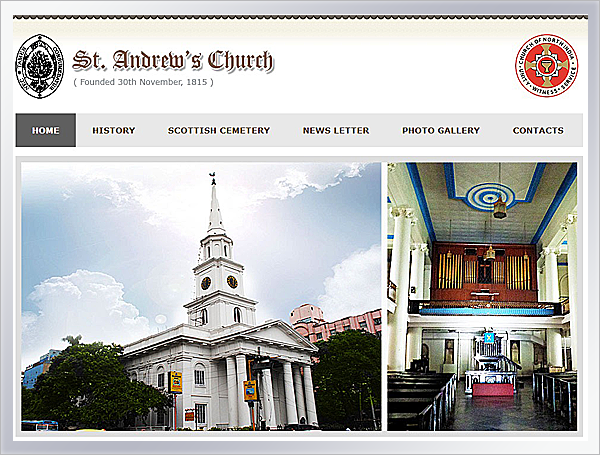 St. Andrew's Church
( Founded 30th November, 1815 )
CHURCH OF NORTH INDIA
UNITY · WITNESS · SERVICE
HOME HISTORY SCOTTISH CEMETERY NEWS LETTER PHOTO GALLERY CONTACTS